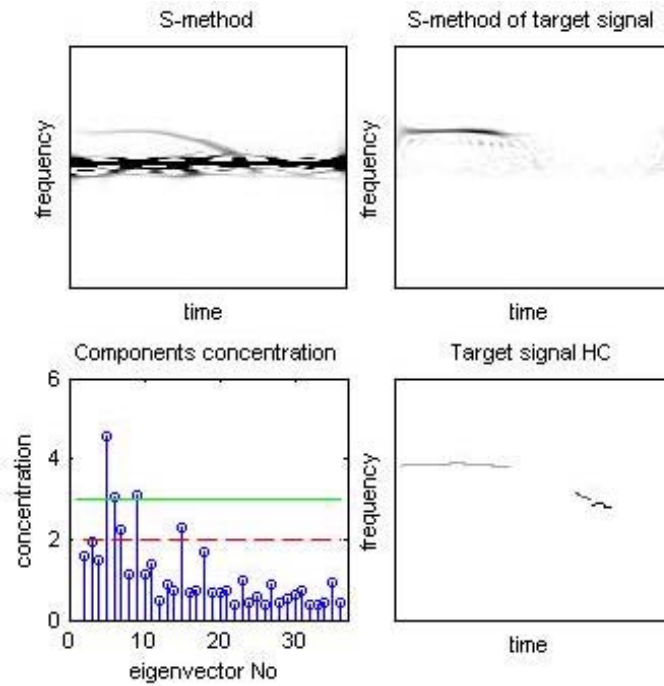 S-method
frequency
time
S-method of target signal
frequency
time
Components concentration
concentration
6
4
2
0
0
10
20
30
eigenvector No
Target signal HC
frequency
time